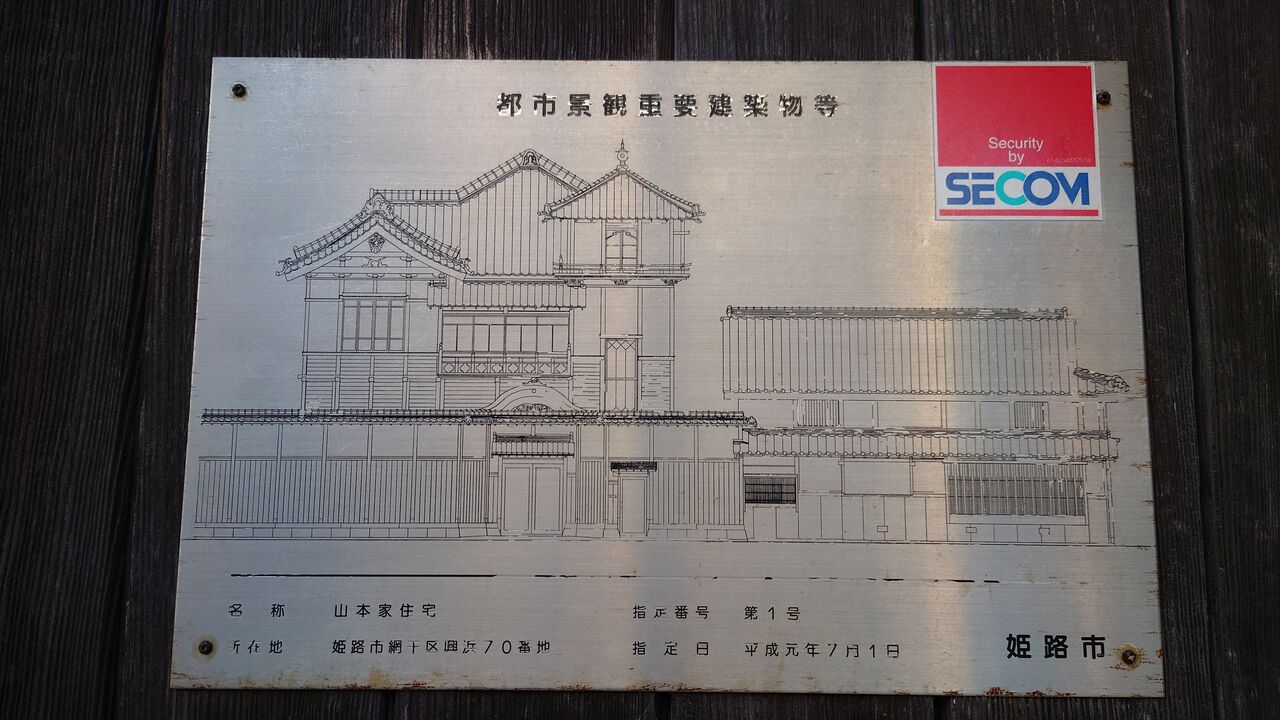 都市景観重要建築物等
Security
by
SECOM
名称 山本家住宅
指定番号 第1号
所在地 姫路市網干区興浜70番地
指定日 平成元年7月1日
姫路市